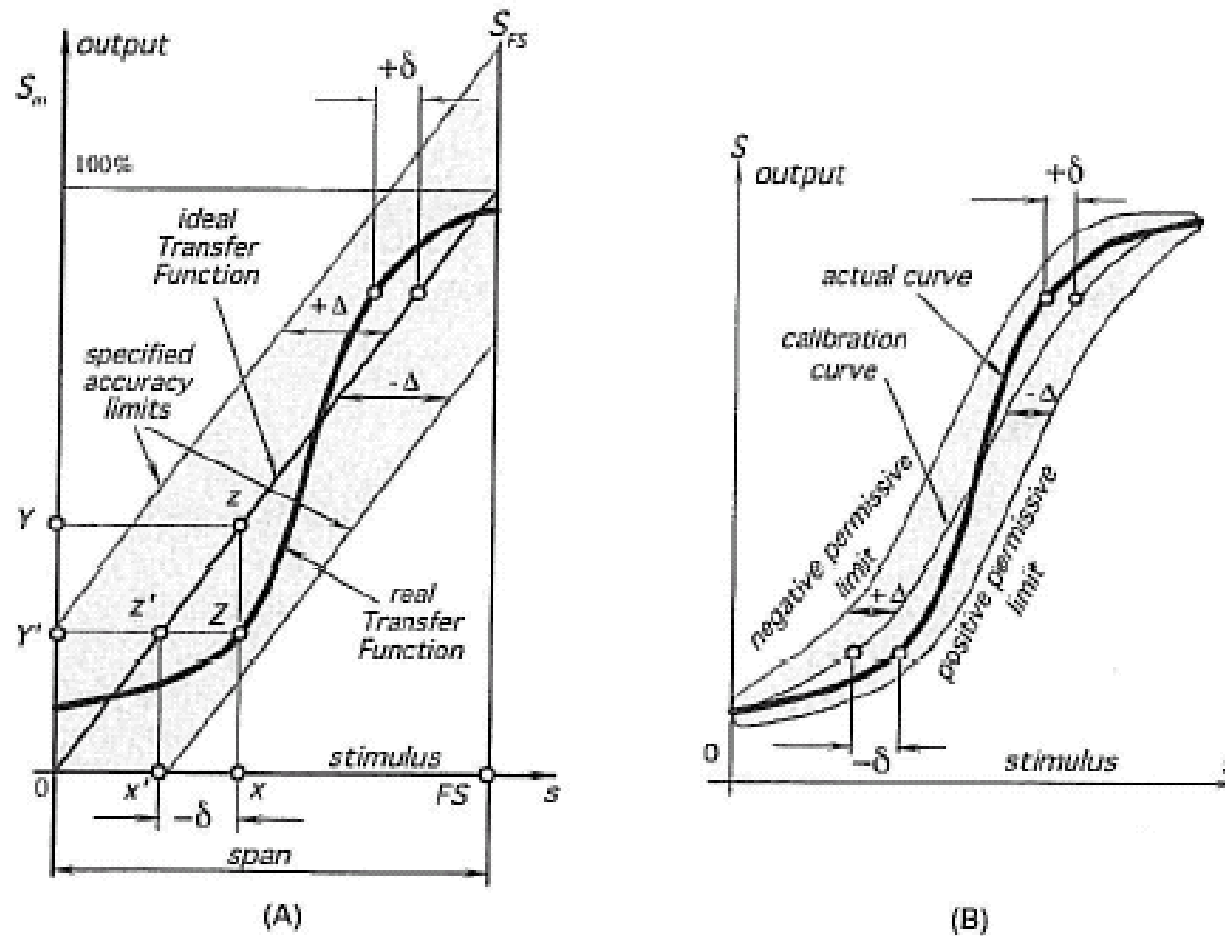 output
S_FS
+δ
S_m
100%
ideal
Transfer
Function
+Δ
specified
accuracy
limits
-Δ
Y
z
Y'
z'
Z
real
Transfer
Function
stimulus
0
x'
x
FS
s
−δ
span
(A)
S
output
+δ
actual curve
calibration
curve
-Δ
negative permissive
limit
+Δ
positive permissive
limit
0
−δ
stimulus
(B)